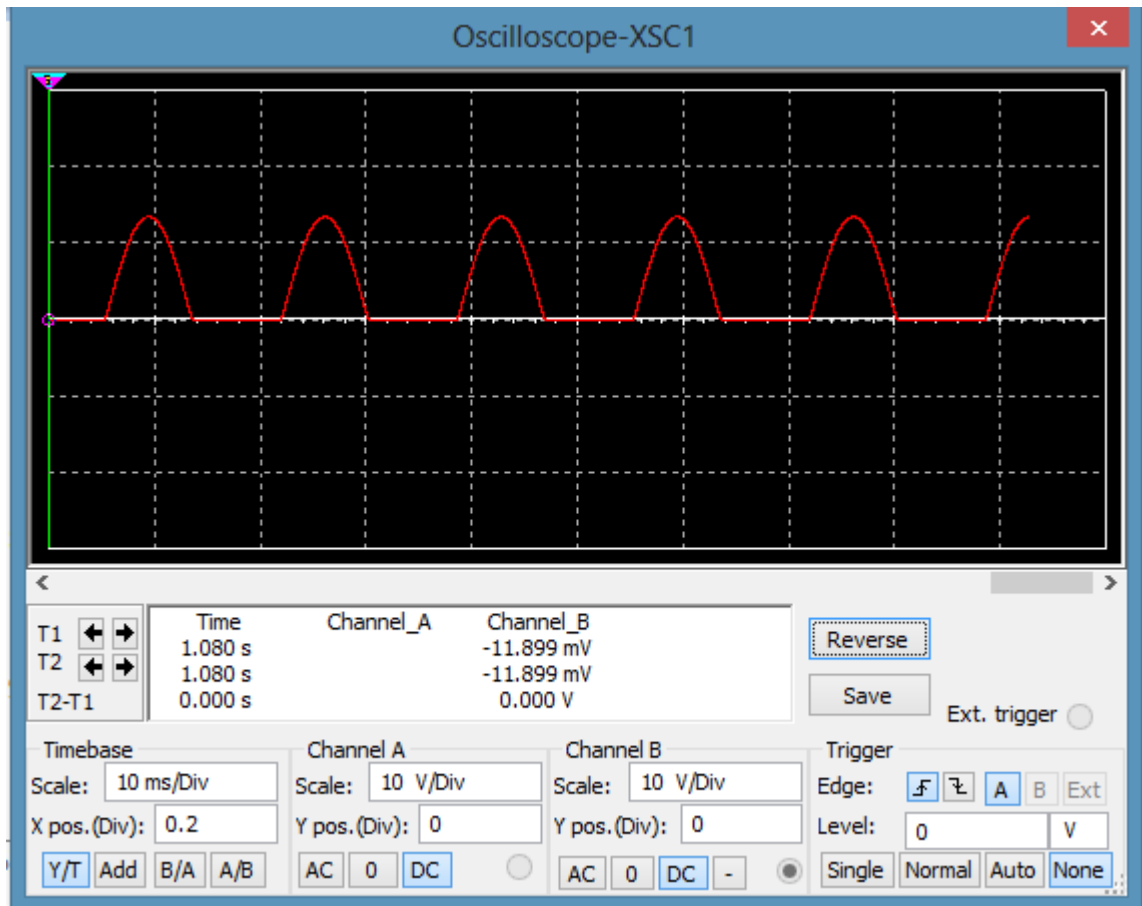 Oscilloscope-XSC1
Time Channel_A Channel_B
T1 1.080 s -11.899 mV
T2 1.080 s -11.899 mV
T2-T1 0.000 s 0.000 V
Reverse
Save
Ext. trigger
Timebase
Scale: 10 ms/Div
X pos.(Div): 0.2
Y/T Add B/A A/B
Channel A
Scale: 10 V/Div
Y pos.(Div): 0
AC 0 DC
Channel B
Scale: 10 V/Div
Y pos.(Div): 0
AC 0 DC -
Trigger
Edge: A B Ext
Level: 0 V
Single Normal Auto None